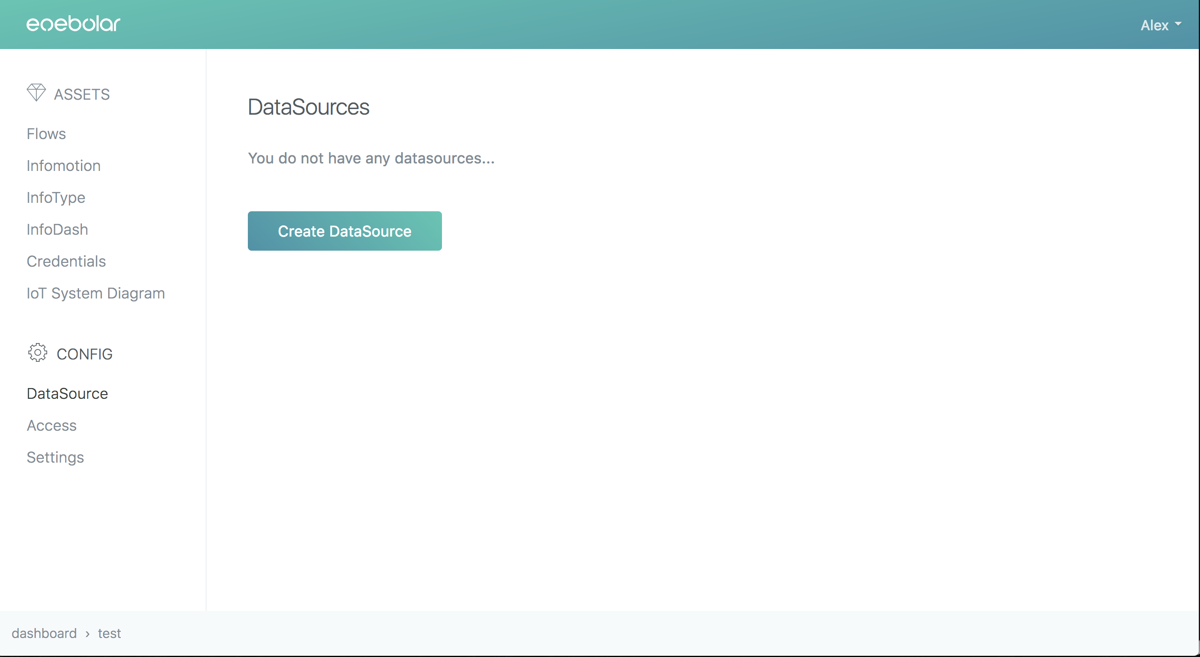 enebular
Alex
ASSETS
Flows
Infomotion
InfoType
InfoDash
Credentials
IoT System Diagram
CONFIG
DataSource
Access
Settings
DataSources
You do not have any datasources...
Create DataSource
dashboard › test